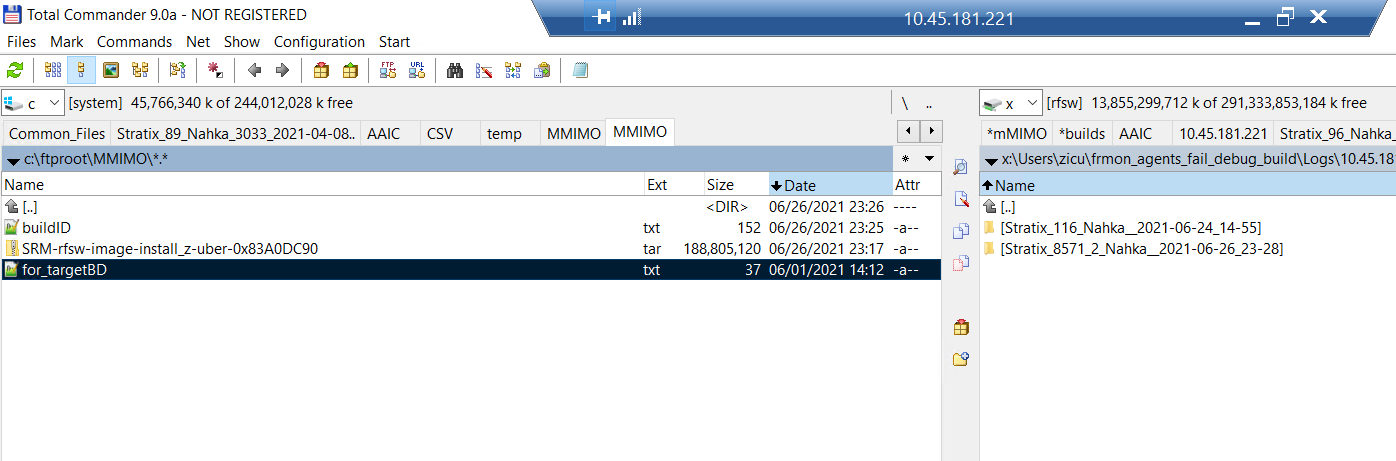 Total Commander 9.0a - NOT REGISTERED
10.45.181.221
Files Mark Commands Net Show Configuration Start
FTP URL
c [system] 45,766,340 k of 244,012,028 k free \ ..
x [rfsw] 13,855,299,712 k of 291,333,853,184 k free
Common_Files Stratix_89_Nahka_3033_2021-04-08.. AAIC CSV temp MMIMO MMIMO
*mMIMO *builds AAIC 10.45.181.221 Stratix_96_Nahka_
c:\ftproot\MMIMO\*.* *
x:\Users\zicu\frmon_agents_fail_debug_build\Logs\10.45.18
Name Ext Size Date Attr
[..] <DIR> 06/26/2021 23:26 ----
buildID txt 152 06/26/2021 23:25 -a--
SRM-rfsw-image-install_z-uber-0x83A0DC90 tar 188,805,120 06/26/2021 23:17 -a--
for_targetBD txt 37 06/01/2021 14:12 -a--
Name
[..]
[Stratix_116_Nahka__2021-06-24_14-55]
[Stratix_8571_2_Nahka__2021-06-26_23-28]